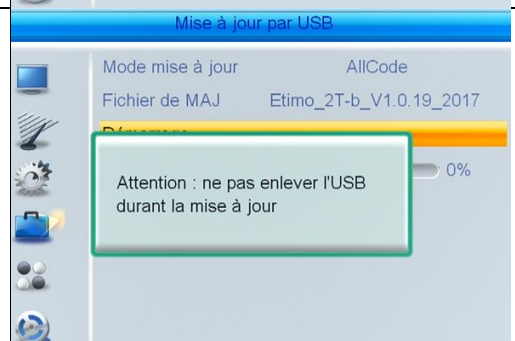 Mise à jour par USB
Mode mise à jour AllCode
Fichier de MAJ Etimo_2T-b_V1.0.19_2017
Démarrage
0%
Attention : ne pas enlever l'USB
durant la mise à jour